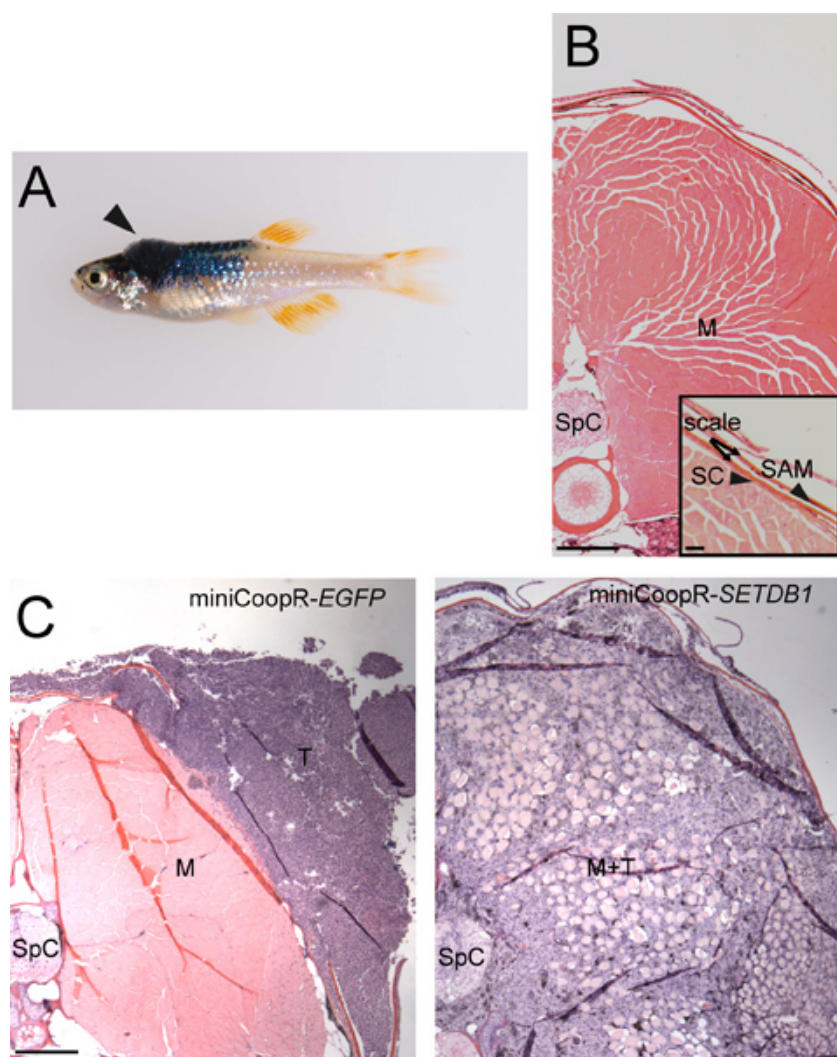 A
B
M
SpC
scale
SAM
SC
C
miniCoopR-EGFP
T
M
SpC
miniCoopR-SETDB1
M+T
SpC